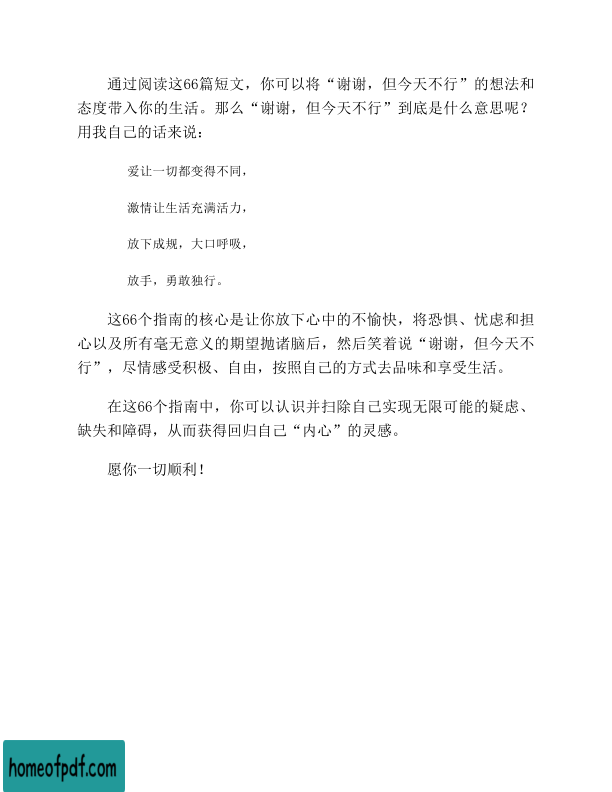 通过阅读这66篇短文，你可以将“谢谢，但今天不行”的想法和
态度带入你的生活。那么“谢谢，但今天不行”到底是什么意思呢？
用我自己的话来说：
爱让一切都变得不同，
激情让生活充满活力，
放下成规，大口呼吸，
放手，勇敢独行。
这66个指南的核心是让你放下心中的不愉快，将恐惧、忧虑和担
心以及所有毫无意义的期望抛诸脑后，然后笑着说“谢谢，但今天不
行”，尽情感受积极、自由，按照自己的方式去品味和享受生活。
在这66个指南中，你可以认识并扫除自己实现无限可能的疑虑、
缺失和障碍，从而获得回归自己“内心”的灵感。
愿你一切顺利！
homeofpdf.com